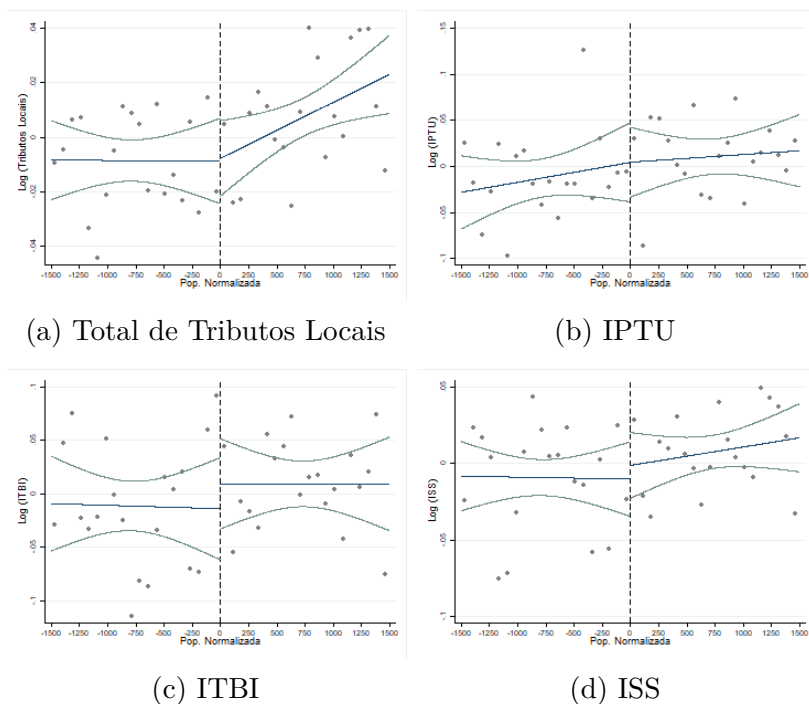 .04
.02
0
-.02
-.04
Log (Tributos Locais)
-1500 -1250 -1000 -750 -500 -250 0 250 500 750 1000 1250 1500
Pop. Normalizada
(a) Total de Tributos Locais
.15
.1
.05
0
-.05
-.1
Log (IPTU)
-1500 -1250 -1000 -750 -500 -250 0 250 500 750 1000 1250 1500
Pop. Normalizada
(b) IPTU
.1
.05
0
-.05
-.1
Log (ITBI)
-1500 -1250 -1000 -750 -500 -250 0 250 500 750 1000 1250 1500
Pop. Normalizada
(c) ITBI
.05
0
-.05
-.1
Log (ISS)
-1500 -1250 -1000 -750 -500 -250 0 250 500 750 1000 1250 1500
Pop. Normalizada
(d) ISS